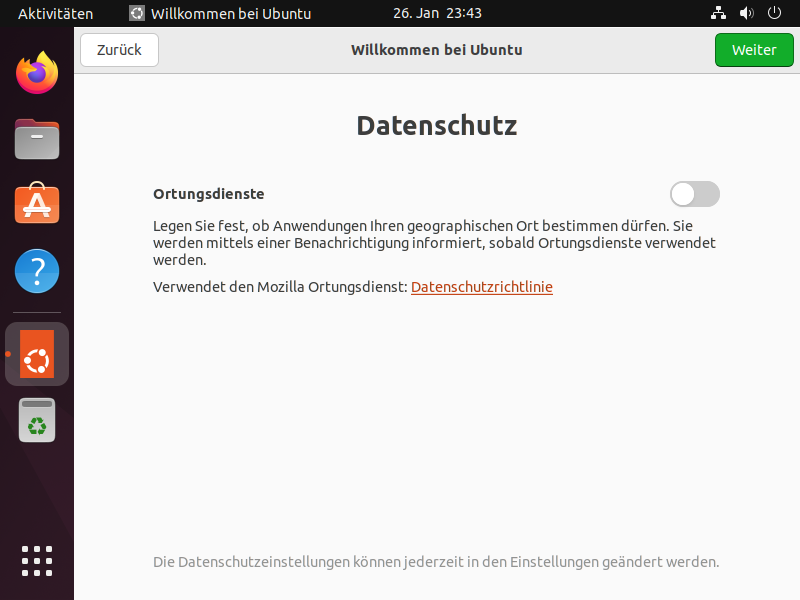 Aktivitäten
Willkommen bei Ubuntu
26. Jan 23:43
Zurück
Willkommen bei Ubuntu
Weiter
Datenschutz
Ortungsdienste
Legen Sie fest, ob Anwendungen Ihren geographischen Ort bestimmen dürfen. Sie
werden mittels einer Benachrichtigung informiert, sobald Ortungsdienste verwendet
werden.
Verwendet den Mozilla Ortungsdienst: Datenschutzrichtlinie
Die Datenschutzeinstellungen können jederzeit in den Einstellungen geändert werden.